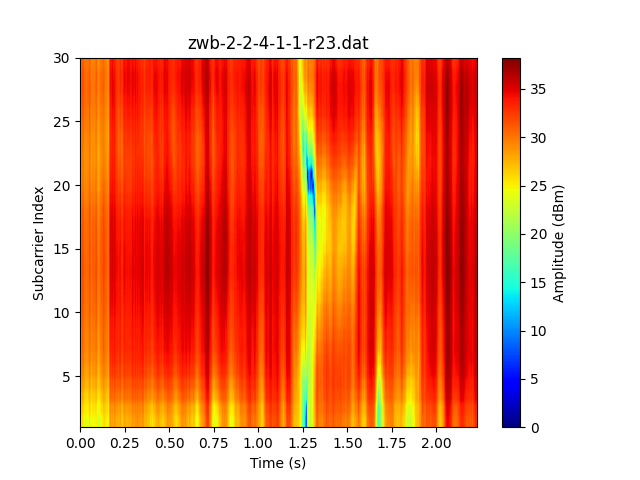 zwb-2-2-4-1-1-r23.dat
30
25
20
15
10
5
Subcarrier Index
0.00 0.25 0.50 0.75 1.00 1.25 1.50 1.75 2.00
Time (s)
35
30
25
20
15
10
5
0
Amplitude (dBm)